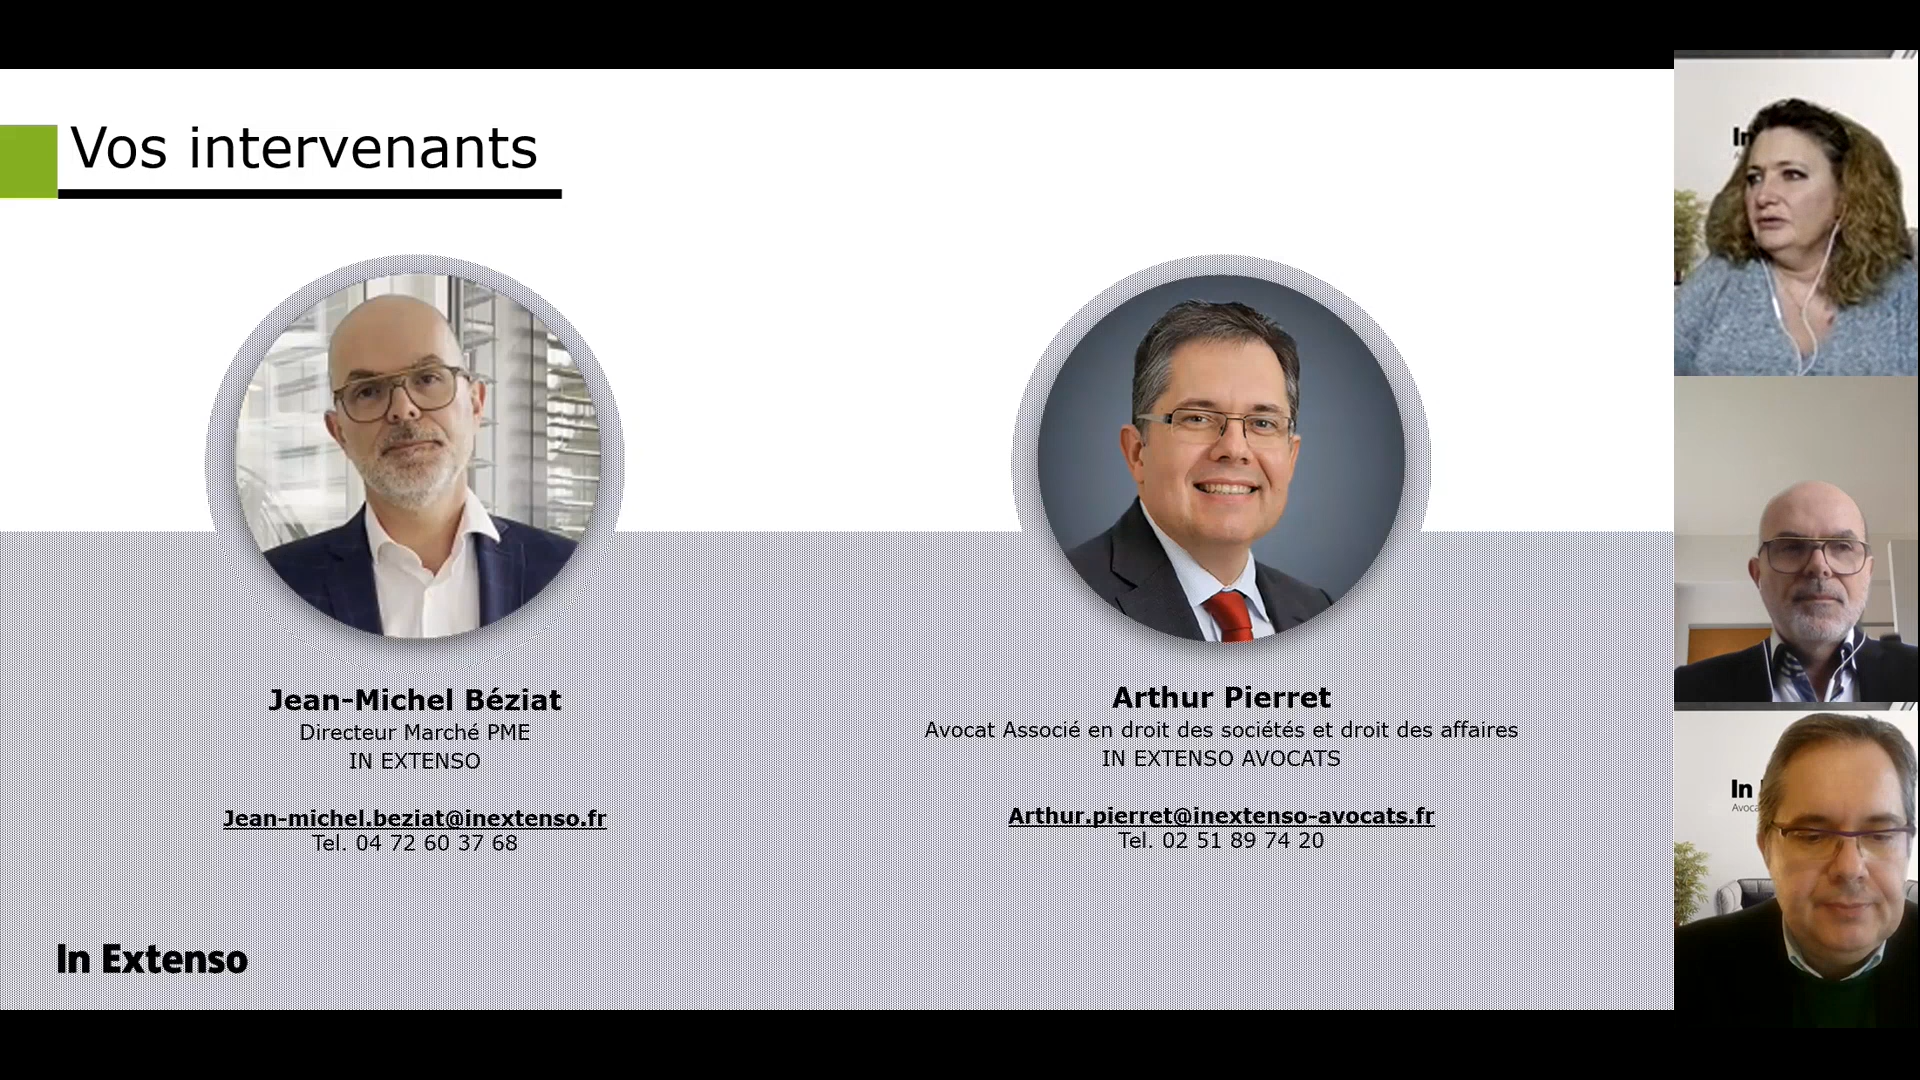 Vos intervenants
Jean-Michel Béziat
Directeur Marché PME
IN EXTENSO
Jean-michel.beziat@inextenso.fr
Tel. 04 72 60 37 68
Arthur Pierret
Avocat Associé en droit des sociétés et droit des affaires
IN EXTENSO AVOCATS
Arthur.pierret@inextenso-avocats.fr
Tel. 02 51 89 74 20
In Extenso
In
In